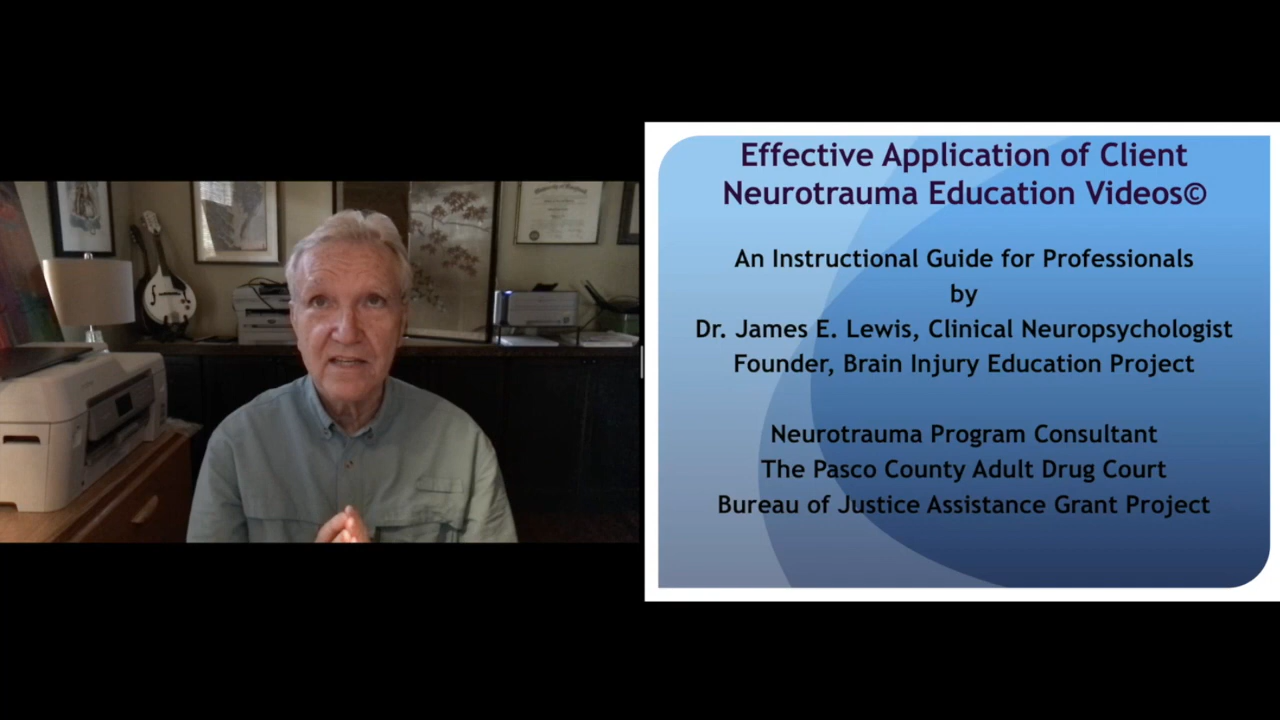 Effective Application of Client
Neurotrauma Education Videos©
An Instructional Guide for Professionals
by
Dr. James E. Lewis, Clinical Neuropsychologist
Founder, Brain Injury Education Project
Neurotrauma Program Consultant
The Pasco County Adult Drug Court
Bureau of Justice Assistance Grant Project